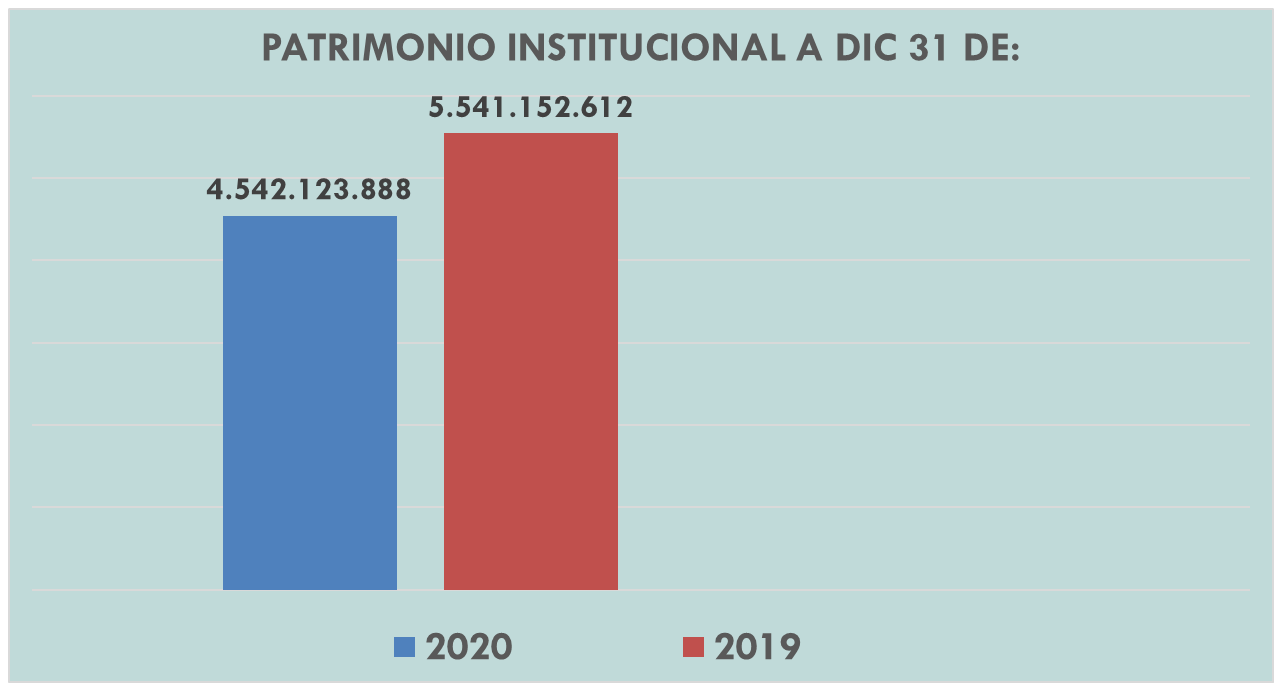 PATRIMONIO INSTITUCIONAL A DIC 31 DE:
5.541.152.612
4.542.123.888
2020 2019